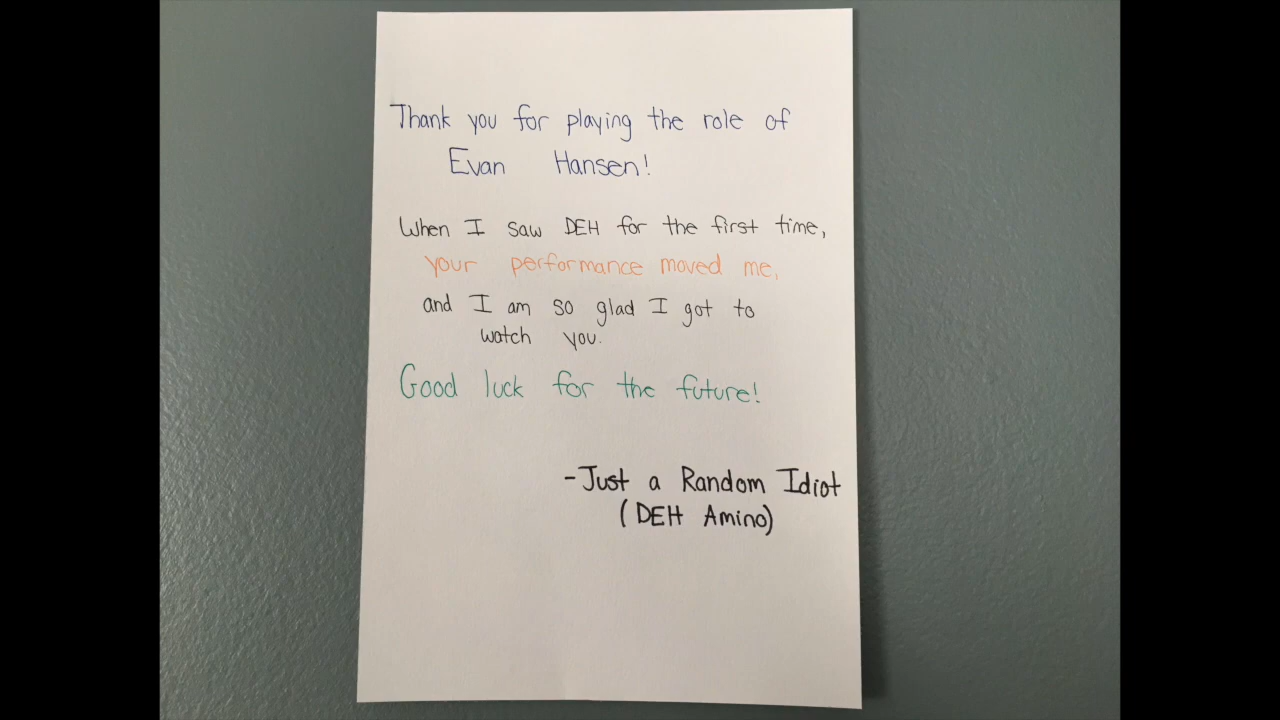 Thank you for playing the role of
Evan Hansen!
When I saw DEH for the first time,
your performance moved me,
and I am so glad I got to
watch you.
Good luck for the future!
-Just a Random Idiot
(DEH Amino)